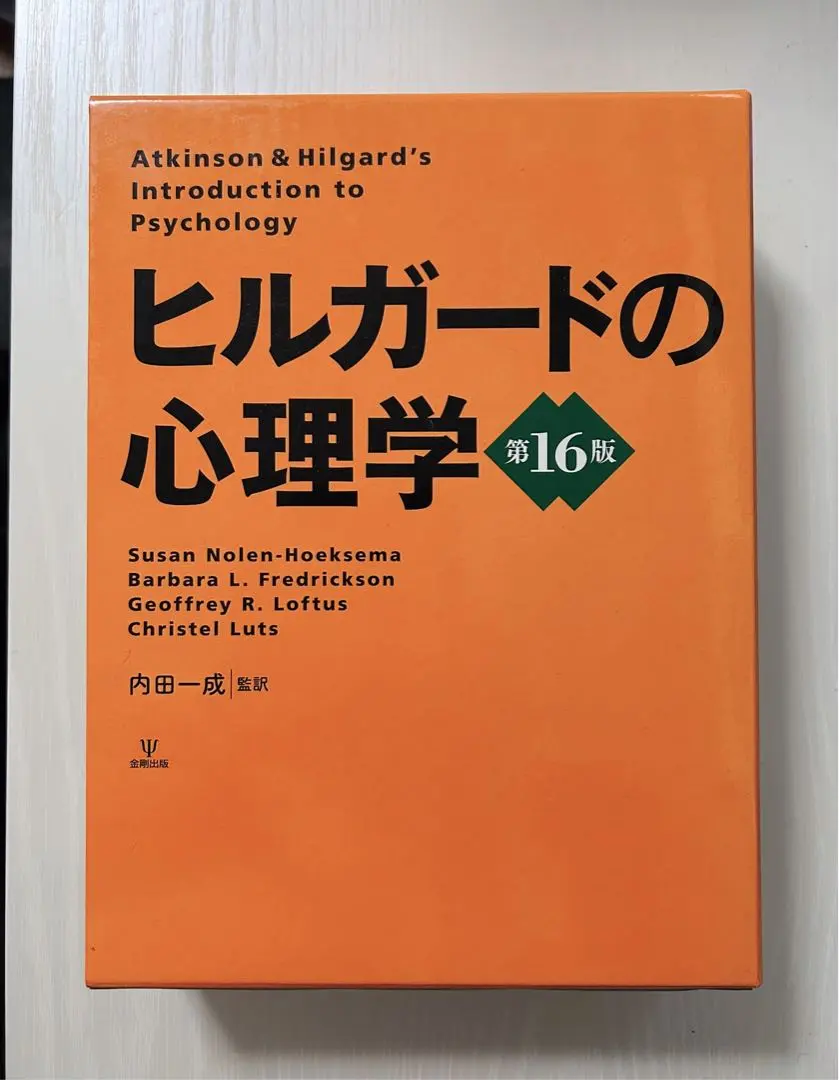 Atkinson & Hilgard's
Introduction to
Psychology
ヒルガードの
心理学
第16版
Susan Nolen-Hoeksema
Barbara L. Fredrickson
Geoffrey R. Loftus
Christel Luts
内田一成|監訳
Ψ
金剛出版